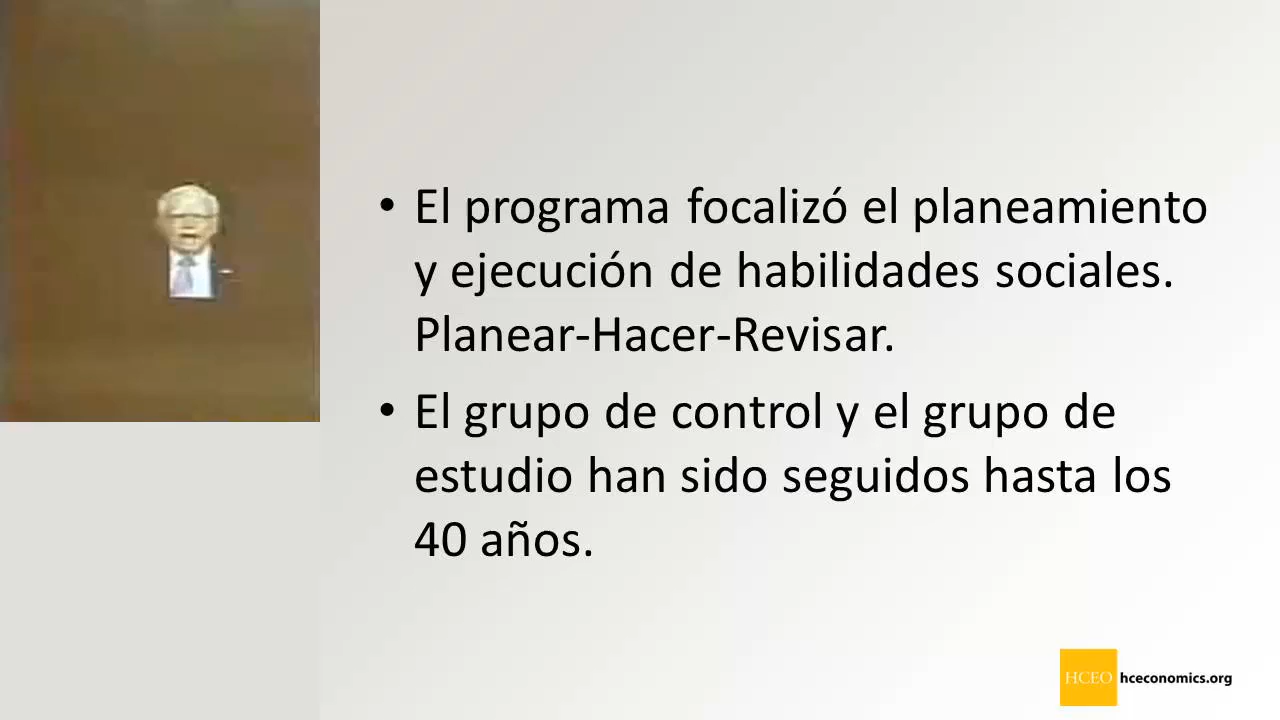 • El programa focalizó el planeamiento
y ejecución de habilidades sociales.
Planear-Hacer-Revisar.
• El grupo de control y el grupo de
estudio han sido seguidos hasta los
40 años.
HCEO hceconomics.org